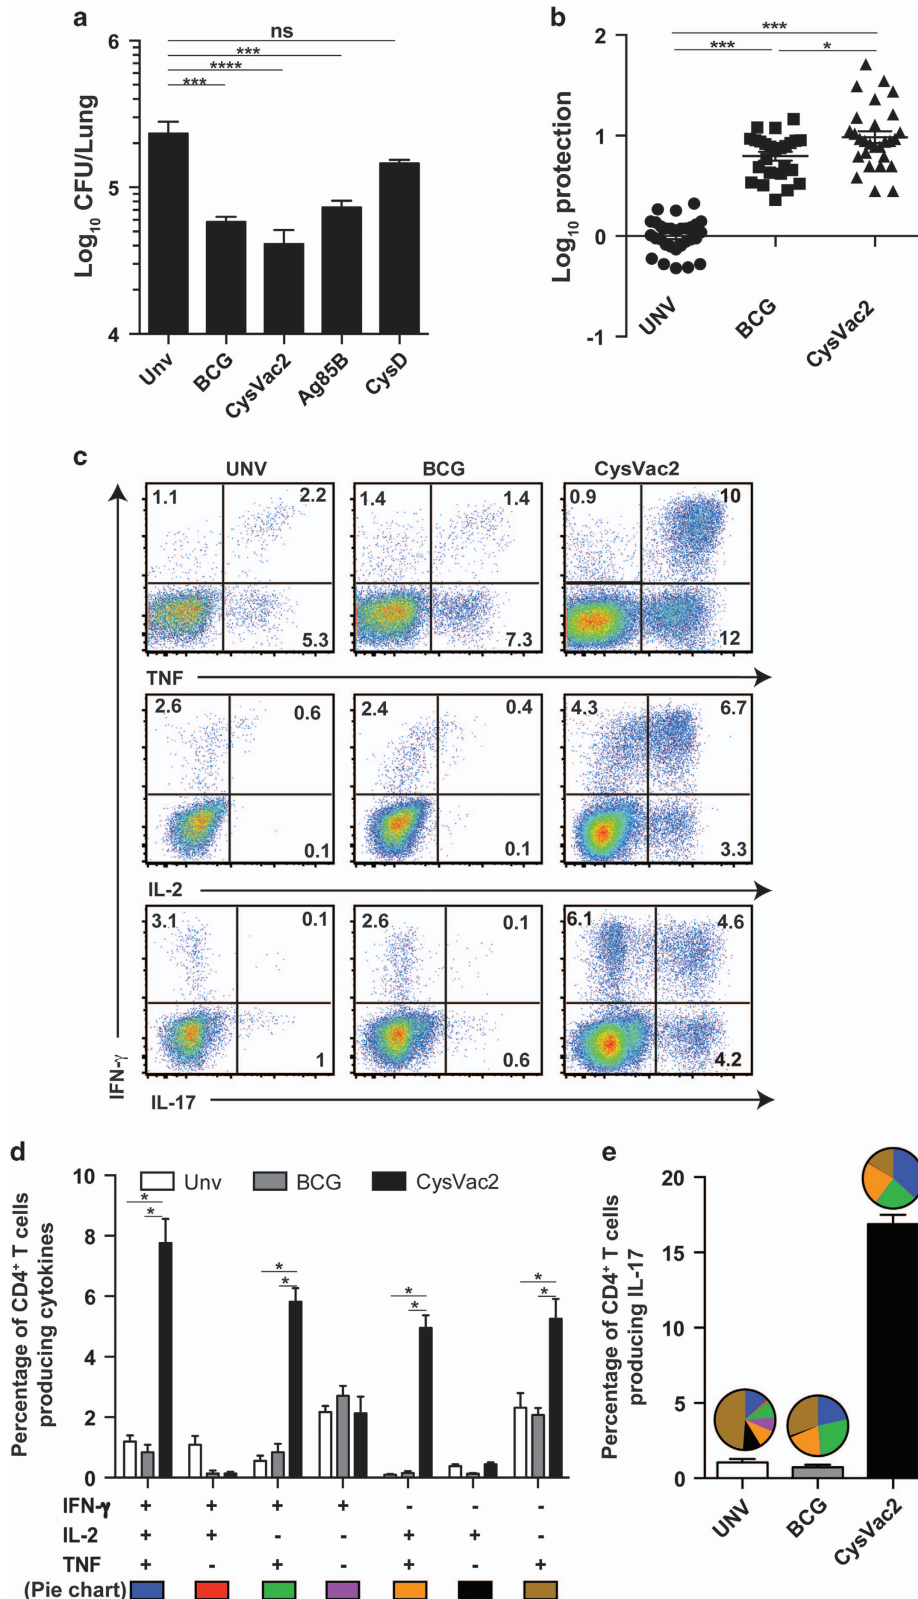 a
ns
***
****
***
6
5
4
Log10 CFU/Lung
Unv
BCG
CysVac2
Ag85B
CysD
b
***
***
*
2
1
0
-1
Log10 protection
UNV
BCG
CysVac2
c
UNV
BCG
CysVac2
1.1
2.2
5.3
1.4
1.4
7.3
0.9
10
12
TNF
2.6
0.6
0.1
2.4
0.4
0.1
4.3
6.7
3.3
IL-2
3.1
0.1
1
2.6
0.1
0.6
6.1
4.6
4.2
IFN-γ
IL-17
d
Unv
BCG
CysVac2
10
8
6
4
2
0
Percentage of CD4+ T cells
producing cytokines
* * * * * * * *
IFN-γ + + + + - - -
IL-2 + + - - + + -
TNF + - + - + - +
(Pie chart)
e
20
15
10
5
0
Percentage of CD4+ T cells
producing IL-17
UNV
BCG
CysVac2